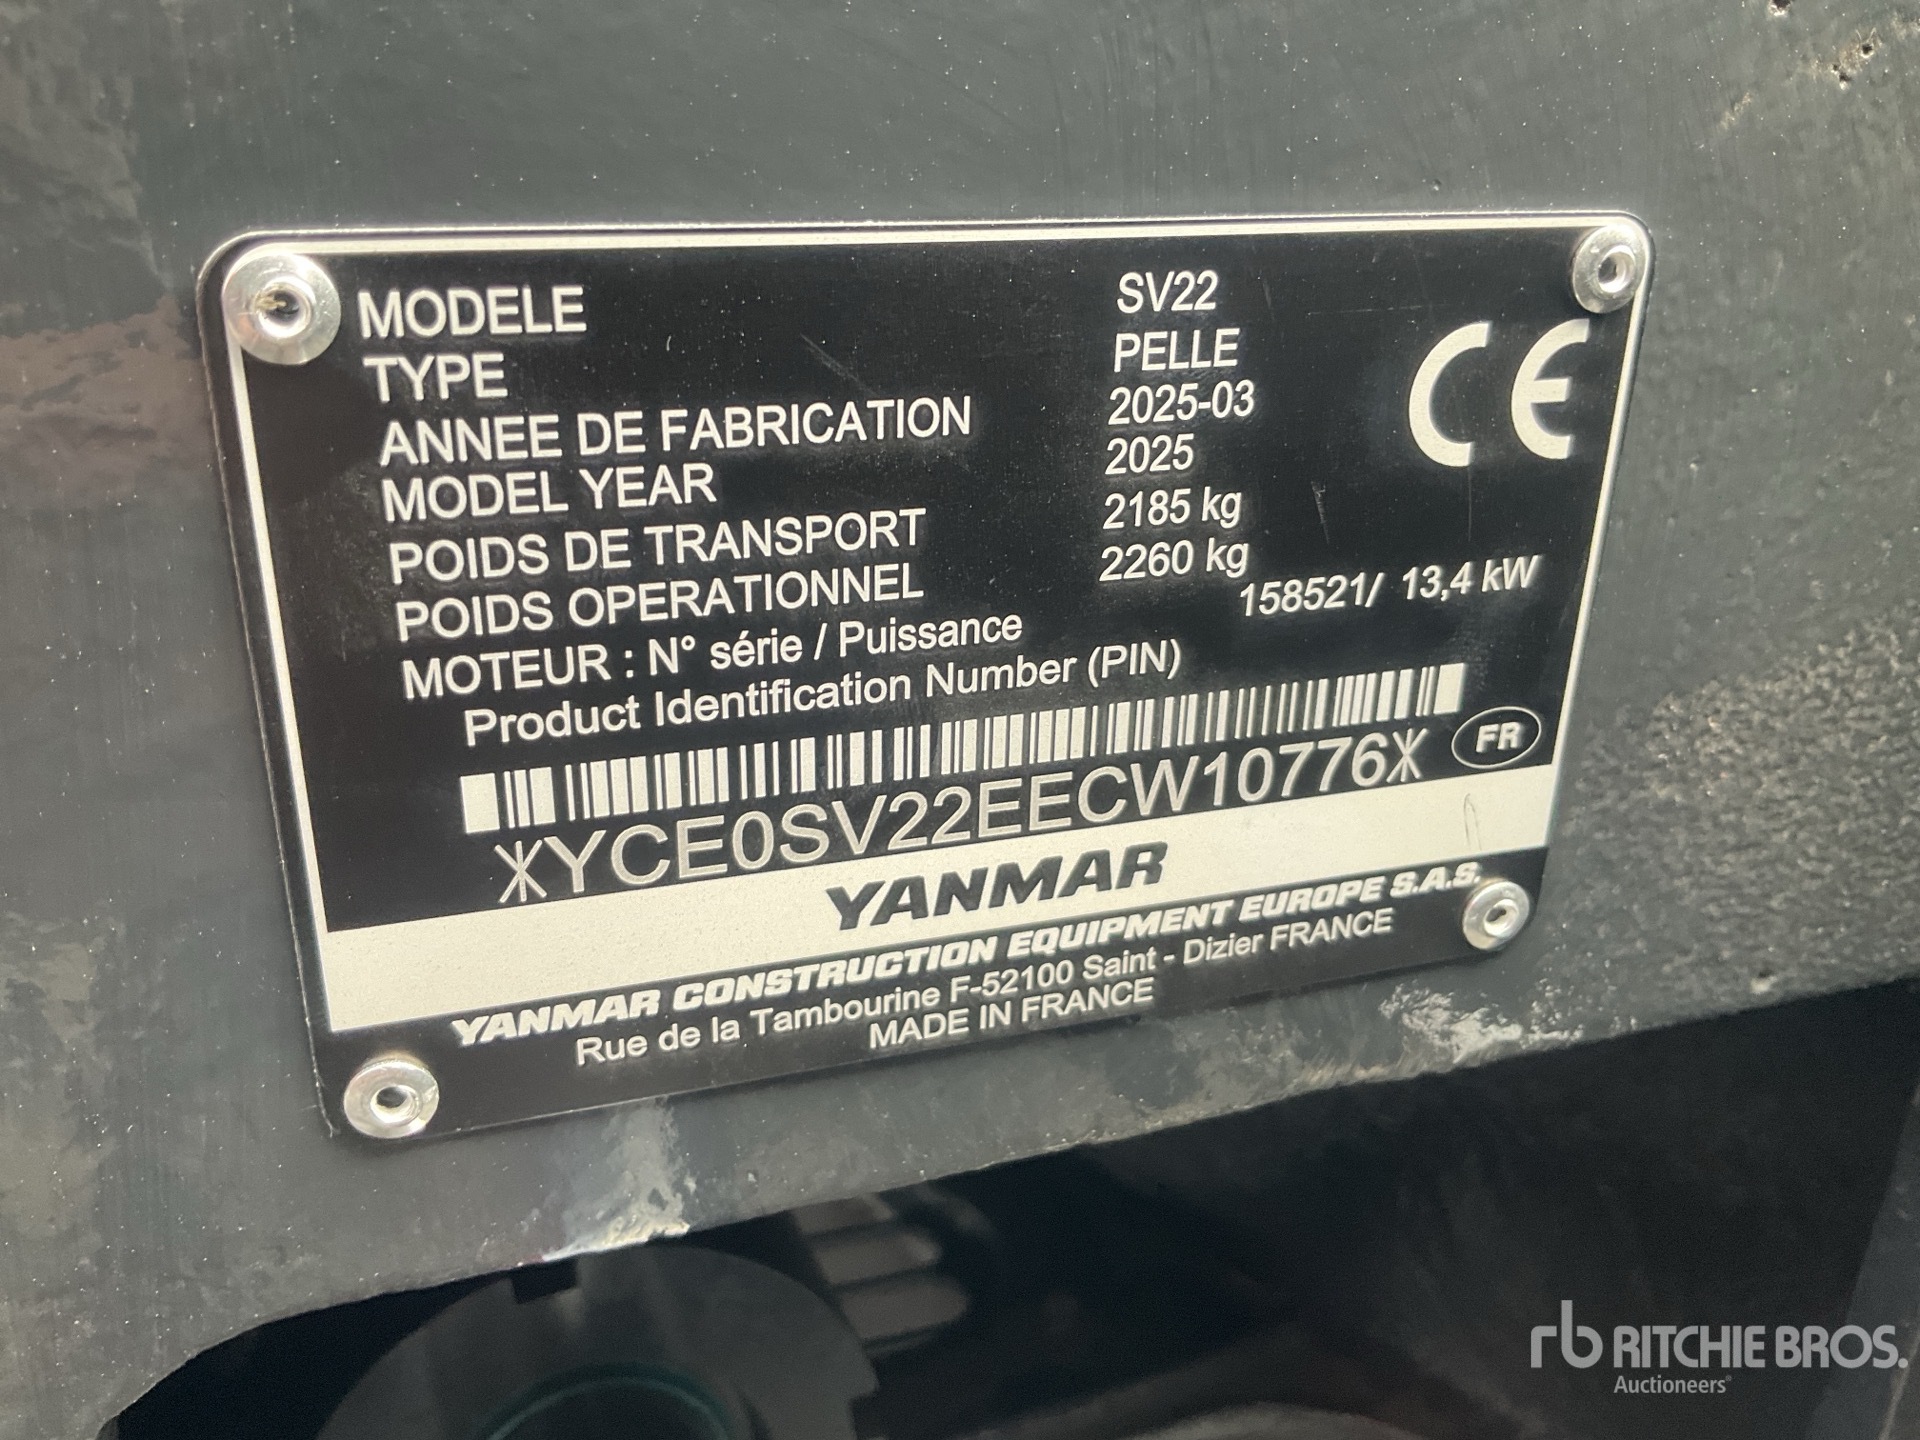 MODELE SV22
TYPE PELLE
ANNEE DE FABRICATION 2025-03
MODEL YEAR 2025
POIDS DE TRANSPORT 2185 kg
POIDS OPERATIONNEL 2260 kg
MOTEUR : N° série / Puissance 158521/ 13,4 kW
Product Identification Number (PIN)
CE
*YCE0SV22EECW10776*
FR
YANMAR
YANMAR CONSTRUCTION EQUIPMENT EUROPE S.A.S.
Rue de la Tambourine F-52100 Saint - Dizier FRANCE
MADE IN FRANCE
rb RITCHIE BROS.
Auctioneers®